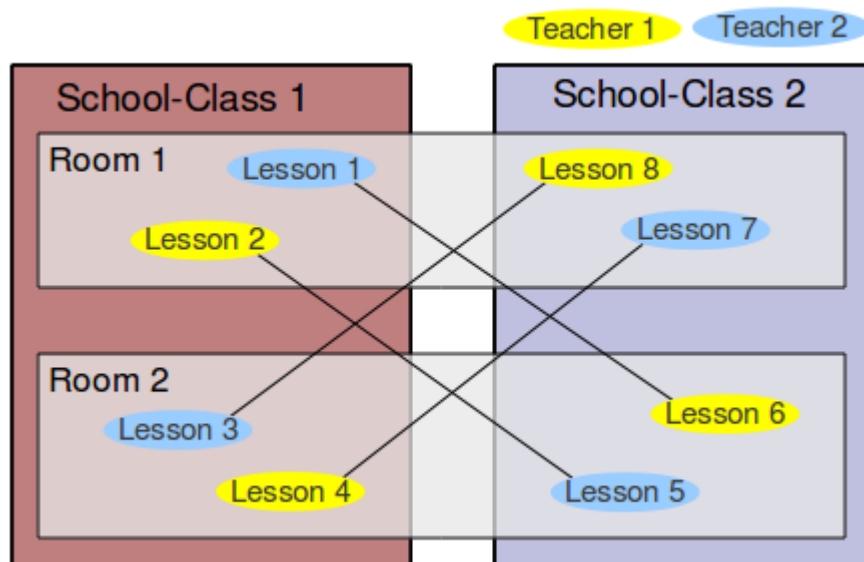 Teacher 1
Teacher 2
School-Class 1
School-Class 2
Room 1
Lesson 1
Lesson 8
Lesson 2
Lesson 7
Room 2
Lesson 3
Lesson 6
Lesson 4
Lesson 5